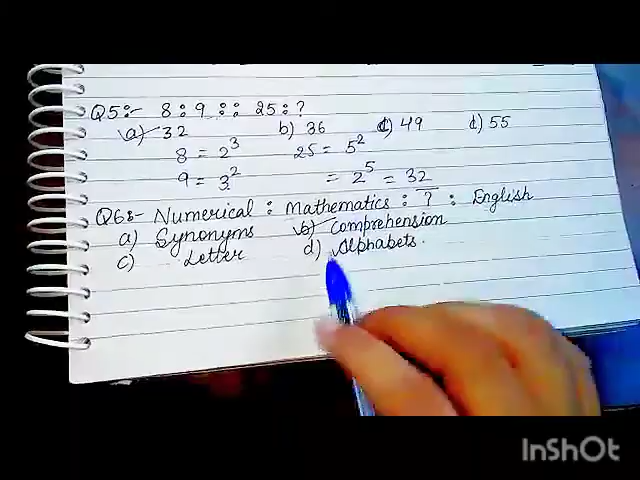 Q5:- 8 : 9 :: 25 : ?
a) 32 b) 36 c) 49 d) 55
8 = 2³ 25 = 5²
9 = 3² = 2⁵ = 32
Q6:- Numerical : Mathematics : ? : English
a) Synonyms b) Comprehension
c) Letter d) Alphabets.
InShOt